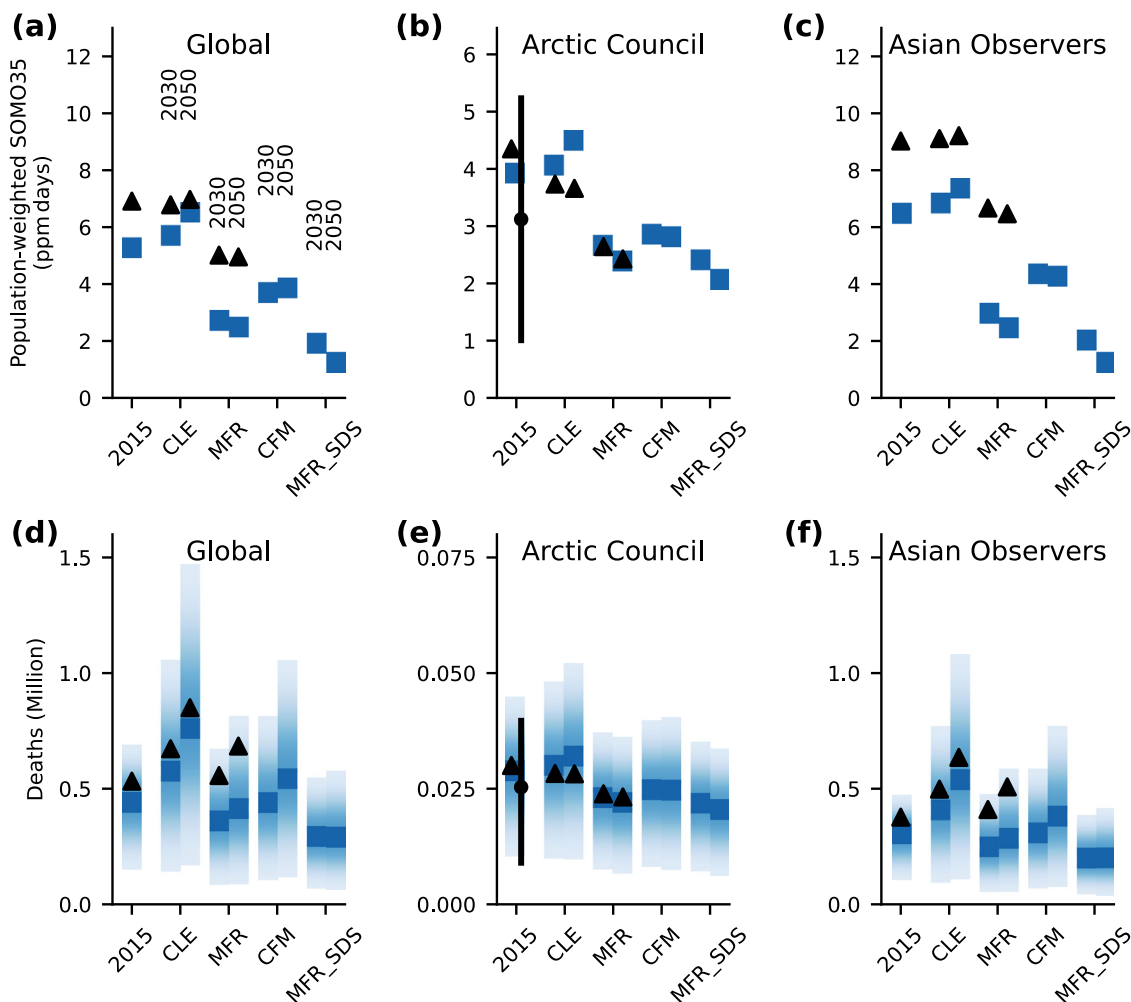 (a)
Global
(b)
Arctic Council
(c)
Asian Observers
Population-weighted SOMO35
(ppm days)
12
10
8
6
4
2
0
2030
2050
2030
2050
2030
2050
2030
2050
2015
CLE
MFR
CFM
MFR_SDS
6
5
4
3
2
1
0
2015
CLE
MFR
CFM
MFR_SDS
12
10
8
6
4
2
0
2015
CLE
MFR
CFM
MFR_SDS
(d)
Global
(e)
Arctic Council
(f)
Asian Observers
Deaths (Million)
1.5
1.0
0.5
0.0
2015
CLE
MFR
CFM
MFR_SDS
0.075
0.050
0.025
0.000
2015
CLE
MFR
CFM
MFR_SDS
1.5
1.0
0.5
0.0
2015
CLE
MFR
CFM
MFR_SDS